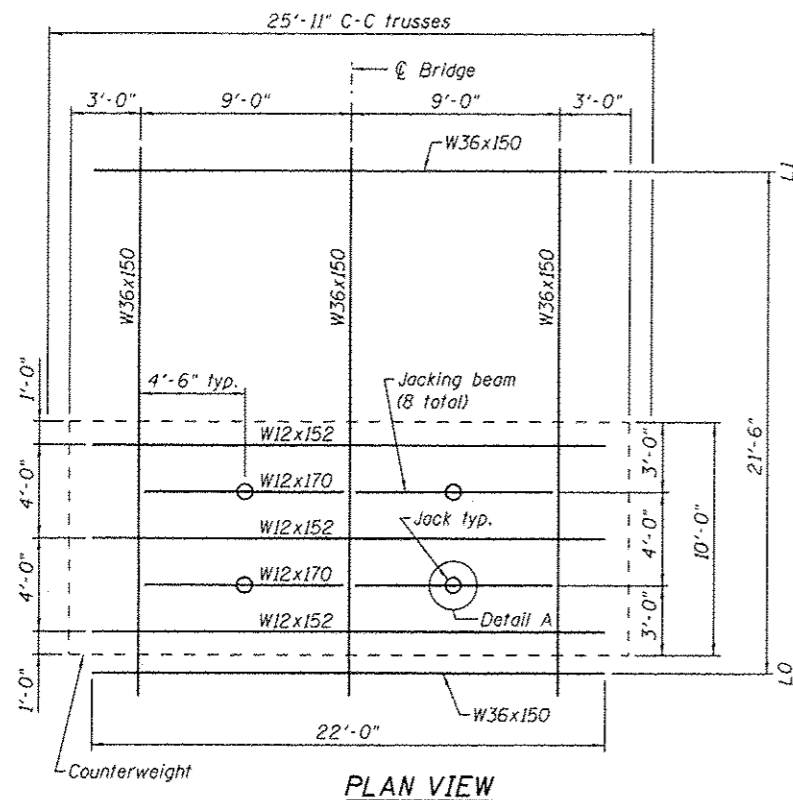 25'-11" C-C trusses
℄ Bridge
3'-0"
9'-0"
9'-0"
3'-0"
W36x150
L1
W36x150
W36x150
W36x150
4'-6" typ.
Jacking beam
(8 total)
1'-0"
W12x152
3'-0"
21'-6"
4'-0"
W12x170
Jack typ.
W12x152
4'-0"
10'-0"
4'-0"
W12x170
Detail A
W12x152
3'-0"
1'-0"
L0
W36x150
22'-0"
Counterweight
PLAN VIEW